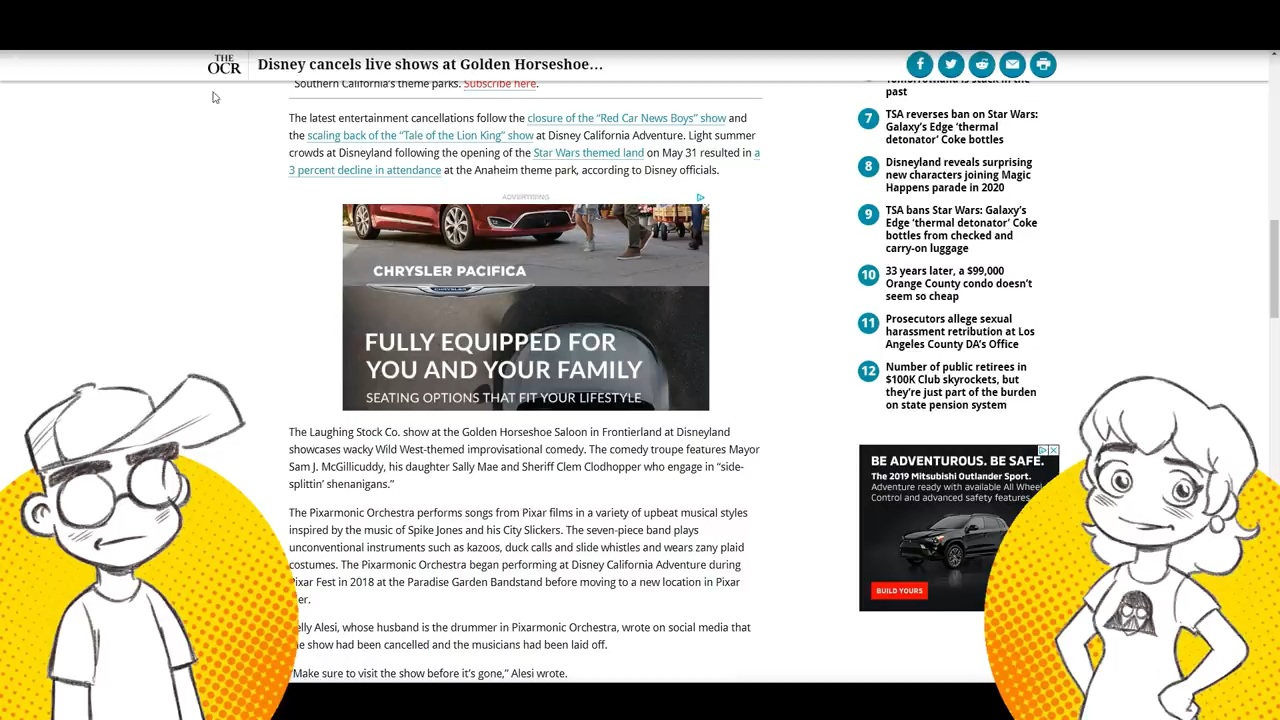 THE
OCR
Disney cancels live shows at Golden Horseshoe...
Southern California's theme parks. Subscribe here.
The latest entertainment cancellations follow the closure of the “Red Car News Boys” show and
the scaling back of the “Tale of the Lion King” show at Disney California Adventure. Light summer
crowds at Disneyland following the opening of the Star Wars themed land on May 31 resulted in a
3 percent decline in attendance at the Anaheim theme park, according to Disney officials.
ADVERTISING
CHRYSLER PACIFICA
CHRYSLER
FULLY EQUIPPED FOR
YOU AND YOUR FAMILY
SEATING OPTIONS THAT FIT YOUR LIFESTYLE
The Laughing Stock Co. show at the Golden Horseshoe Saloon in Frontierland at Disneyland
showcases wacky Wild West-themed improvisational comedy. The comedy troupe features Mayor
Sam J. McGillicuddy, his daughter Sally Mae and Sheriff Clem Clodhopper who engage in “side-
splittin’ shenanigans.”
The Pixarmonic Orchestra performs songs from Pixar films in a variety of upbeat musical styles
inspired by the music of Spike Jones and his City Slickers. The seven-piece band plays
unconventional instruments such as kazoos, duck calls and slide whistles and wears zany plaid
costumes. The Pixarmonic Orchestra began performing at Disney California Adventure during
Pixar Fest in 2018 at the Paradise Garden Bandstand before moving to a new location in Pixar
er.
elly Alesi, whose husband is the drummer in Pixarmonic Orchestra, wrote on social media that
e show had been cancelled and the musicians had been laid off.
“Make sure to visit the show before it’s gone,” Alesi wrote.
Tomorrowland is stuck in the
past
7 TSA reverses ban on Star Wars:
Galaxy’s Edge ‘thermal
detonator’ Coke bottles
8 Disneyland reveals surprising
new characters joining Magic
Happens parade in 2020
9 TSA bans Star Wars: Galaxy’s
Edge ‘thermal detonator’ Coke
bottles from checked and
carry-on luggage
10 33 years later, a $99,000
Orange County condo doesn’t
seem so cheap
11 Prosecutors allege sexual
harassment retribution at Los
Angeles County DA’s Office
12 Number of public retirees in
$100K Club skyrockets, but
they’re just part of the burden
on state pension system
BE ADVENTUROUS. BE SAFE.
The 2019 Mitsubishi Outlander Sport.
Adventure ready with available All Wheel
Control and advanced safety features.
BUILD YOURS